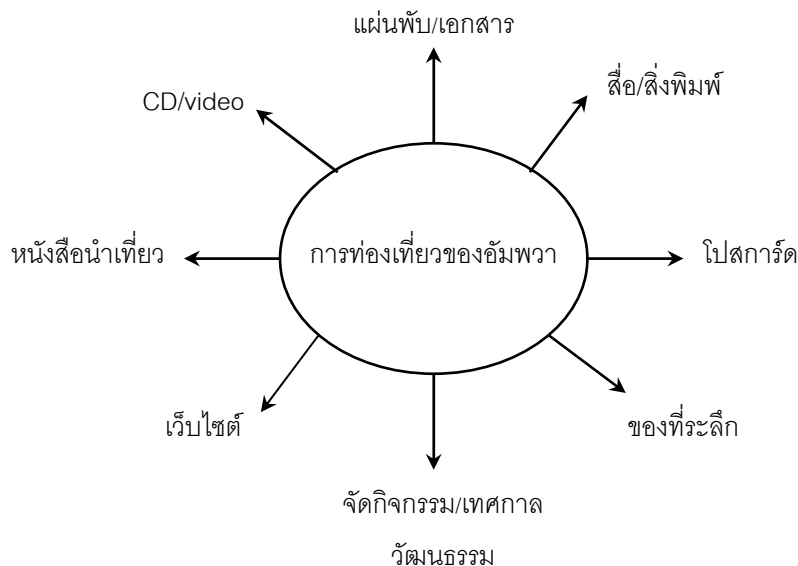 แผ่นพับ/เอกสาร
สื่อ/สิ่งพิมพ์
CD/video
หนังสือนำเที่ยว
การท่องเที่ยวของอัมพวา
โปสการ์ด
เว็บไซต์
ของที่ระลึก
จัดกิจกรรม/เทศกาล
วัฒนธรรม